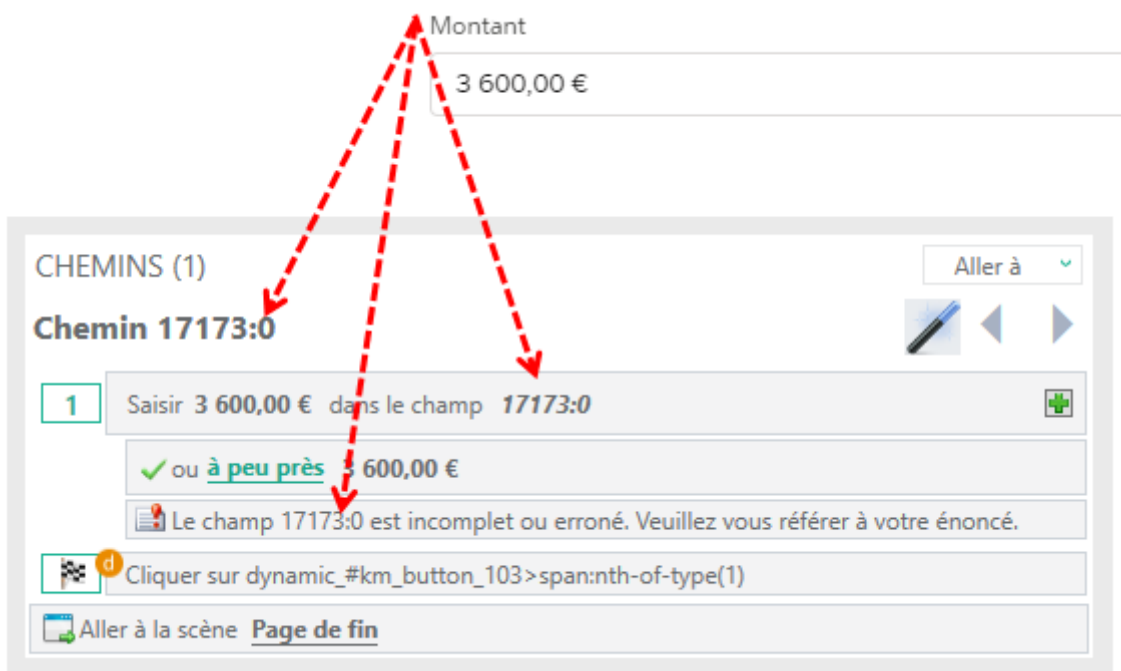 Montant
3 600,00 €
CHEMINS (1)
Aller à
Chemin 17173:0
1 Saisir 3 600,00 € dans le champ 17173:0
ou à peu près 3 600,00 €
Le champ 17173:0 est incomplet ou erroné. Veuillez vous référer à votre énoncé.
d Cliquer sur dynamic_#km_button_103>span:nth-of-type(1)
Aller à la scène Page de fin